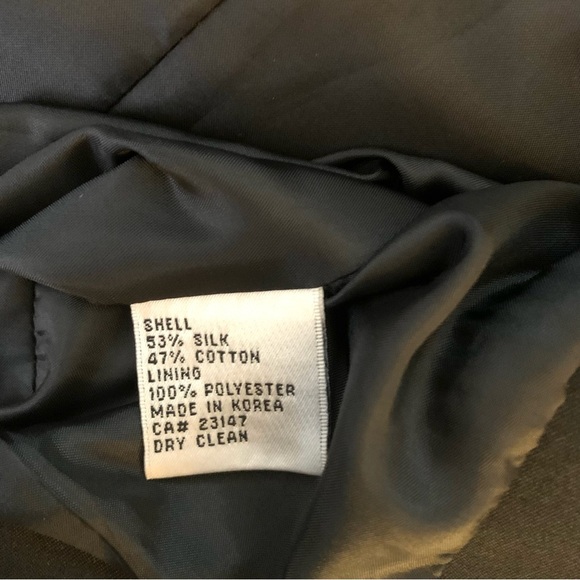 SHELL
53% SILK
47% COTTON
LINING
100% POLYESTER
MADE IN KOREA
CA# 23147
DRY CLEAN